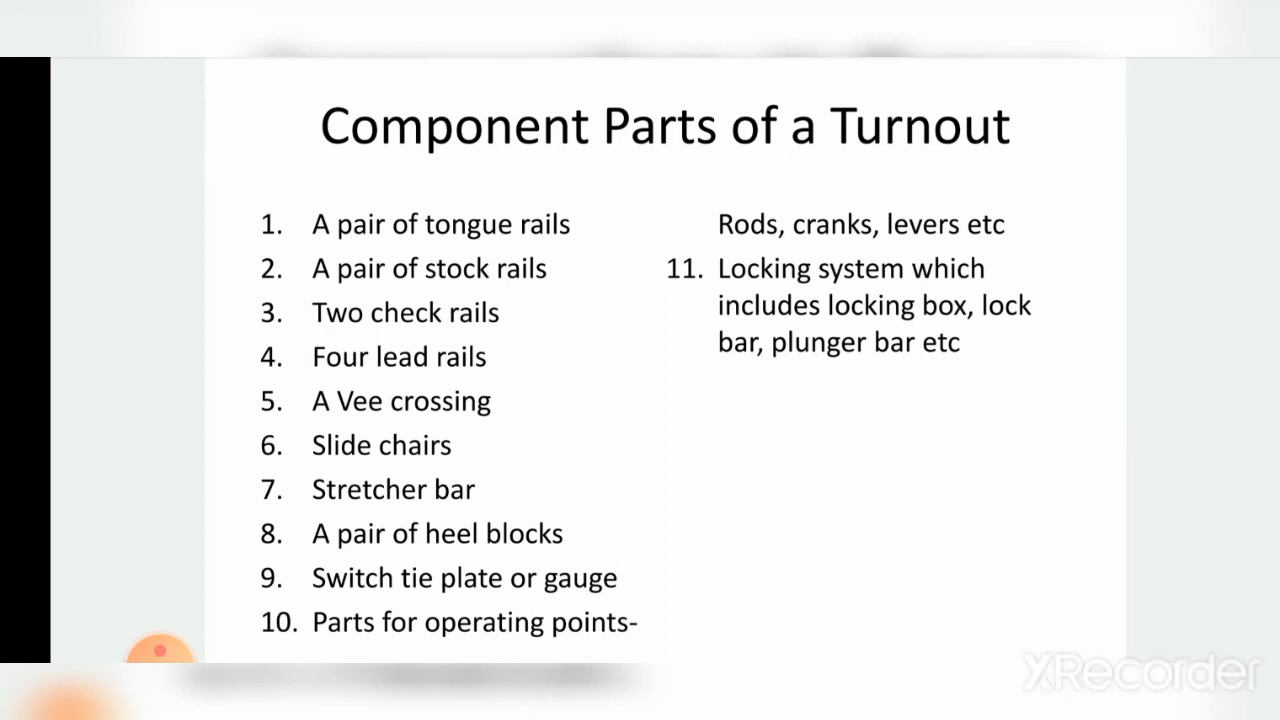 Component Parts of a Turnout
1. A pair of tongue rails
2. A pair of stock rails
3. Two check rails
4. Four lead rails
5. A Vee crossing
6. Slide chairs
7. Stretcher bar
8. A pair of heel blocks
9. Switch tie plate or gauge
10. Parts for operating points-
Rods, cranks, levers etc
11. Locking system which
includes locking box, lock
bar, plunger bar etc
XRecorder